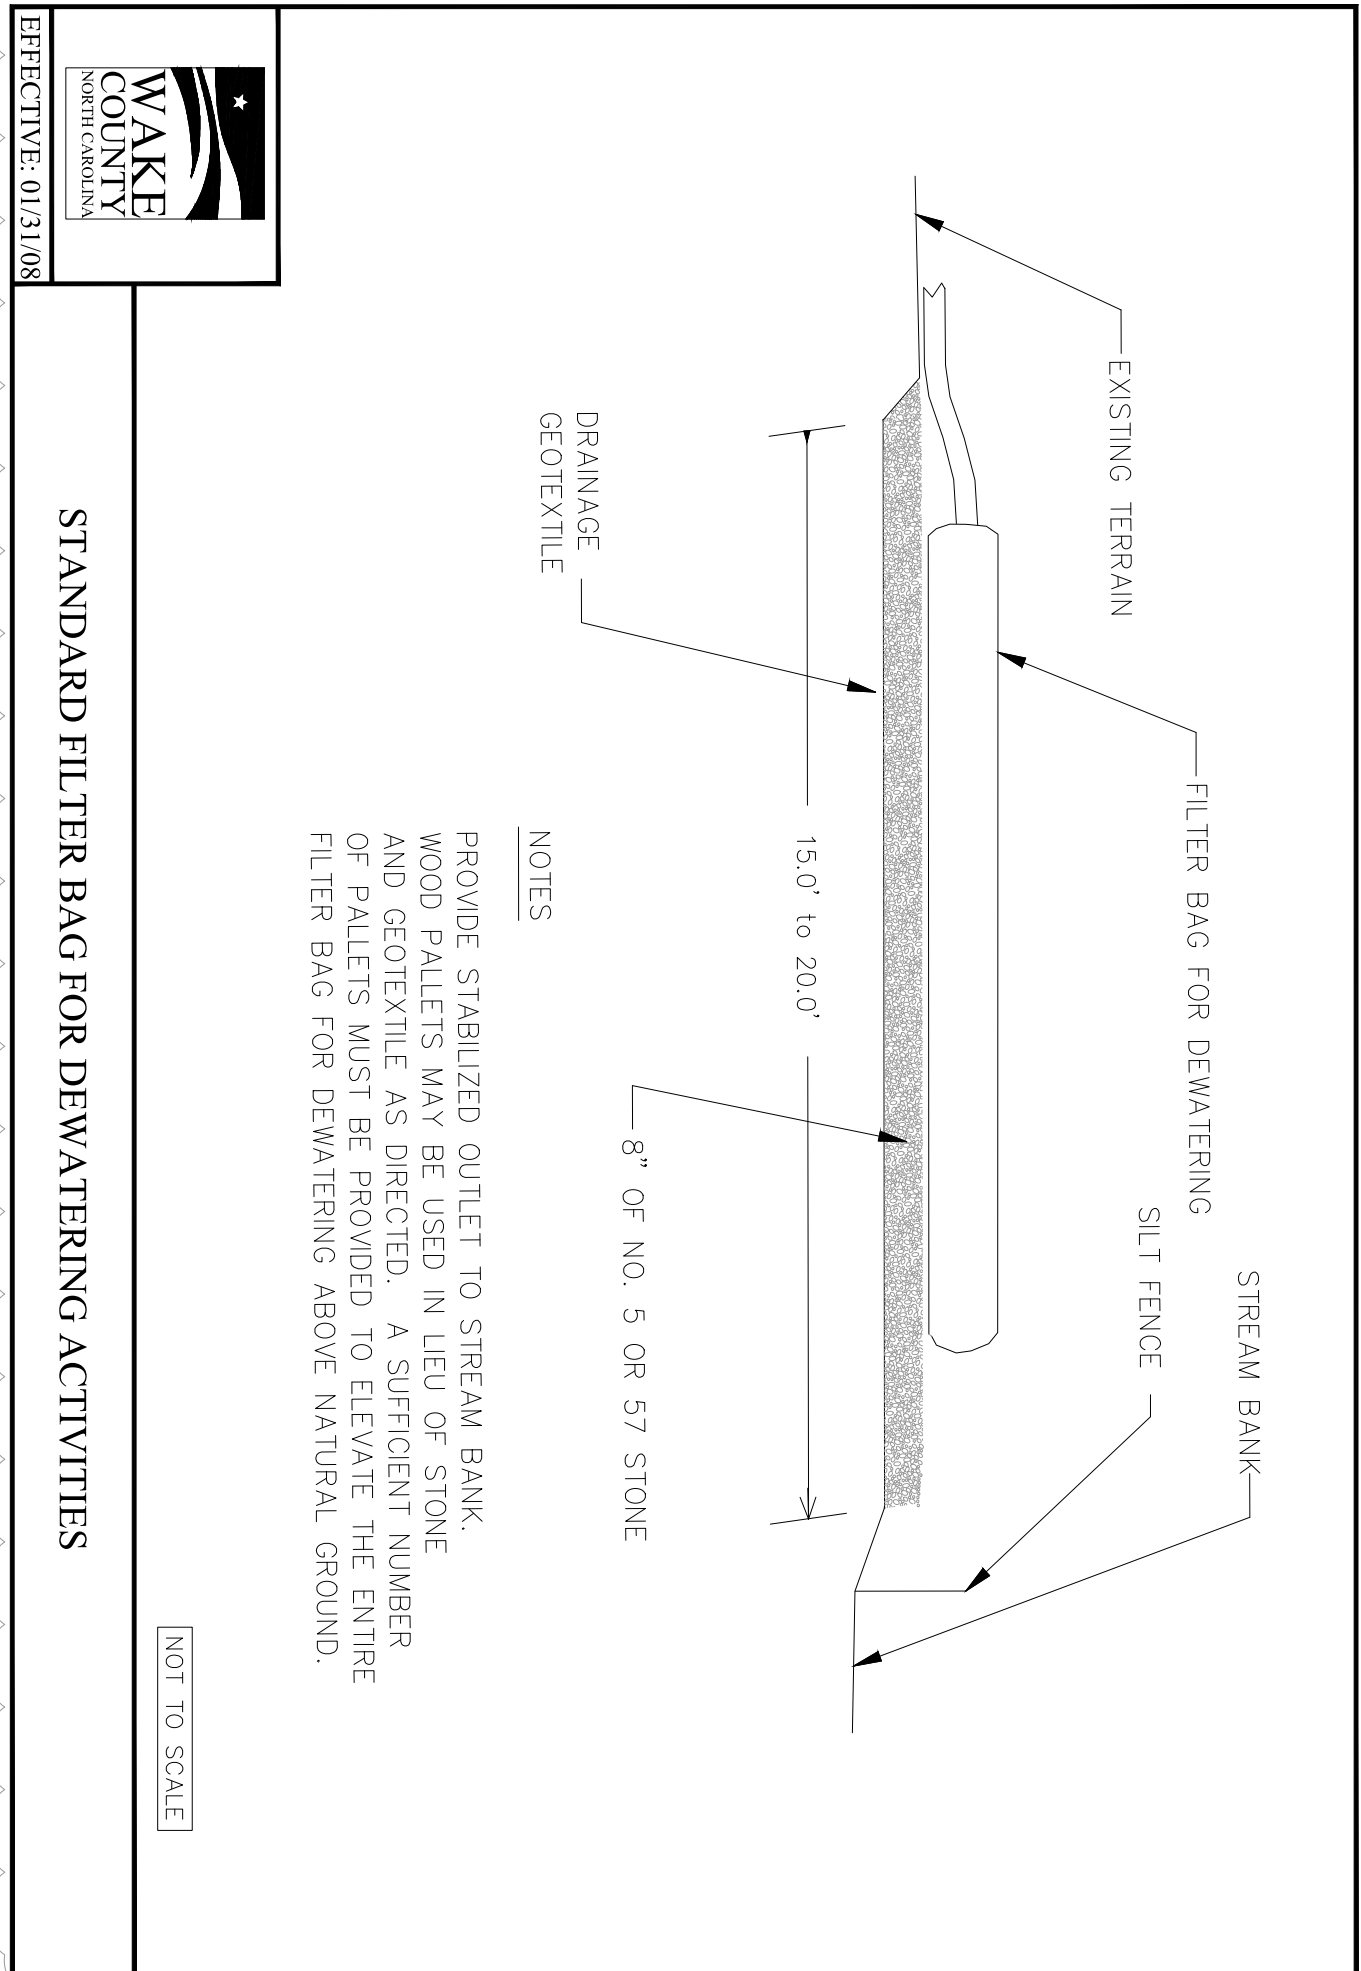 STREAM BANK
SILT FENCE
FILTER BAG FOR DEWATERING
EXISTING TERRAIN
15.0' to 20.0'
8" OF NO. 5 OR 57 STONE
DRAINAGE
GEOTEXTILE
NOTES
PROVIDE STABILIZED OUTLET TO STREAM BANK.
WOOD PALLETS MAY BE USED IN LIEU OF STONE
AND GEOTEXTILE AS DIRECTED. A SUFFICIENT NUMBER
OF PALLETS MUST BE PROVIDED TO ELEVATE THE ENTIRE
FILTER BAG FOR DEWATERING ABOVE NATURAL GROUND.
NOT TO SCALE
WAKE
COUNTY
NORTH CAROLINA
EFFECTIVE: 01/31/08
STANDARD FILTER BAG FOR DEWATERING ACTIVITIES